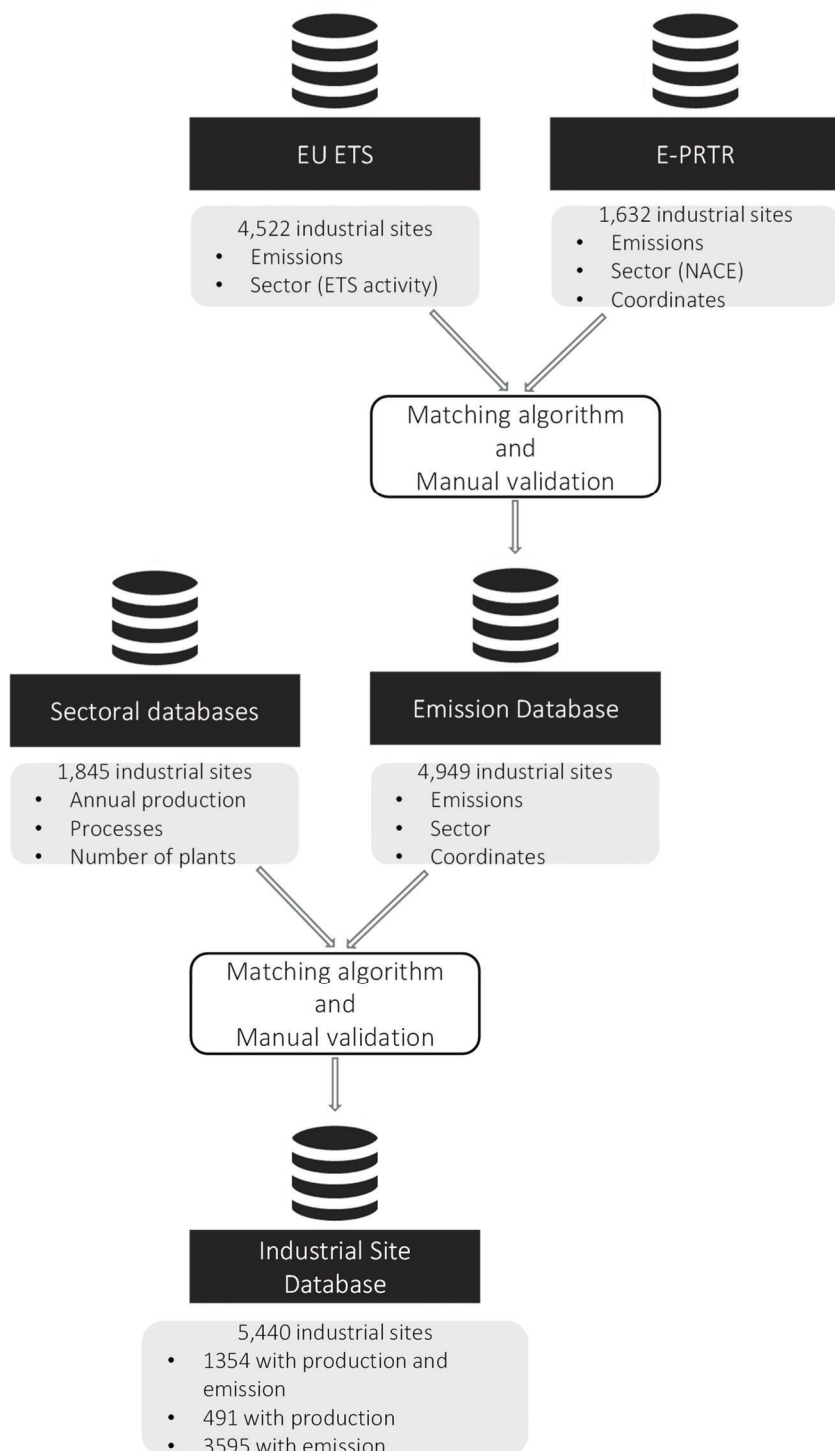 EU ETS
4,522 industrial sites
• Emissions
• Sector (ETS activity)
E-PRTR
1,632 industrial sites
• Emissions
• Sector (NACE)
• Coordinates
Matching algorithm
and
Manual validation
Sectoral databases
1,845 industrial sites
• Annual production
• Processes
• Number of plants
Emission Database
4,949 industrial sites
• Emissions
• Sector
• Coordinates
Matching algorithm
and
Manual validation
Industrial Site
Database
5,440 industrial sites
• 1354 with production and
emission
• 491 with production
• 3595 with emission